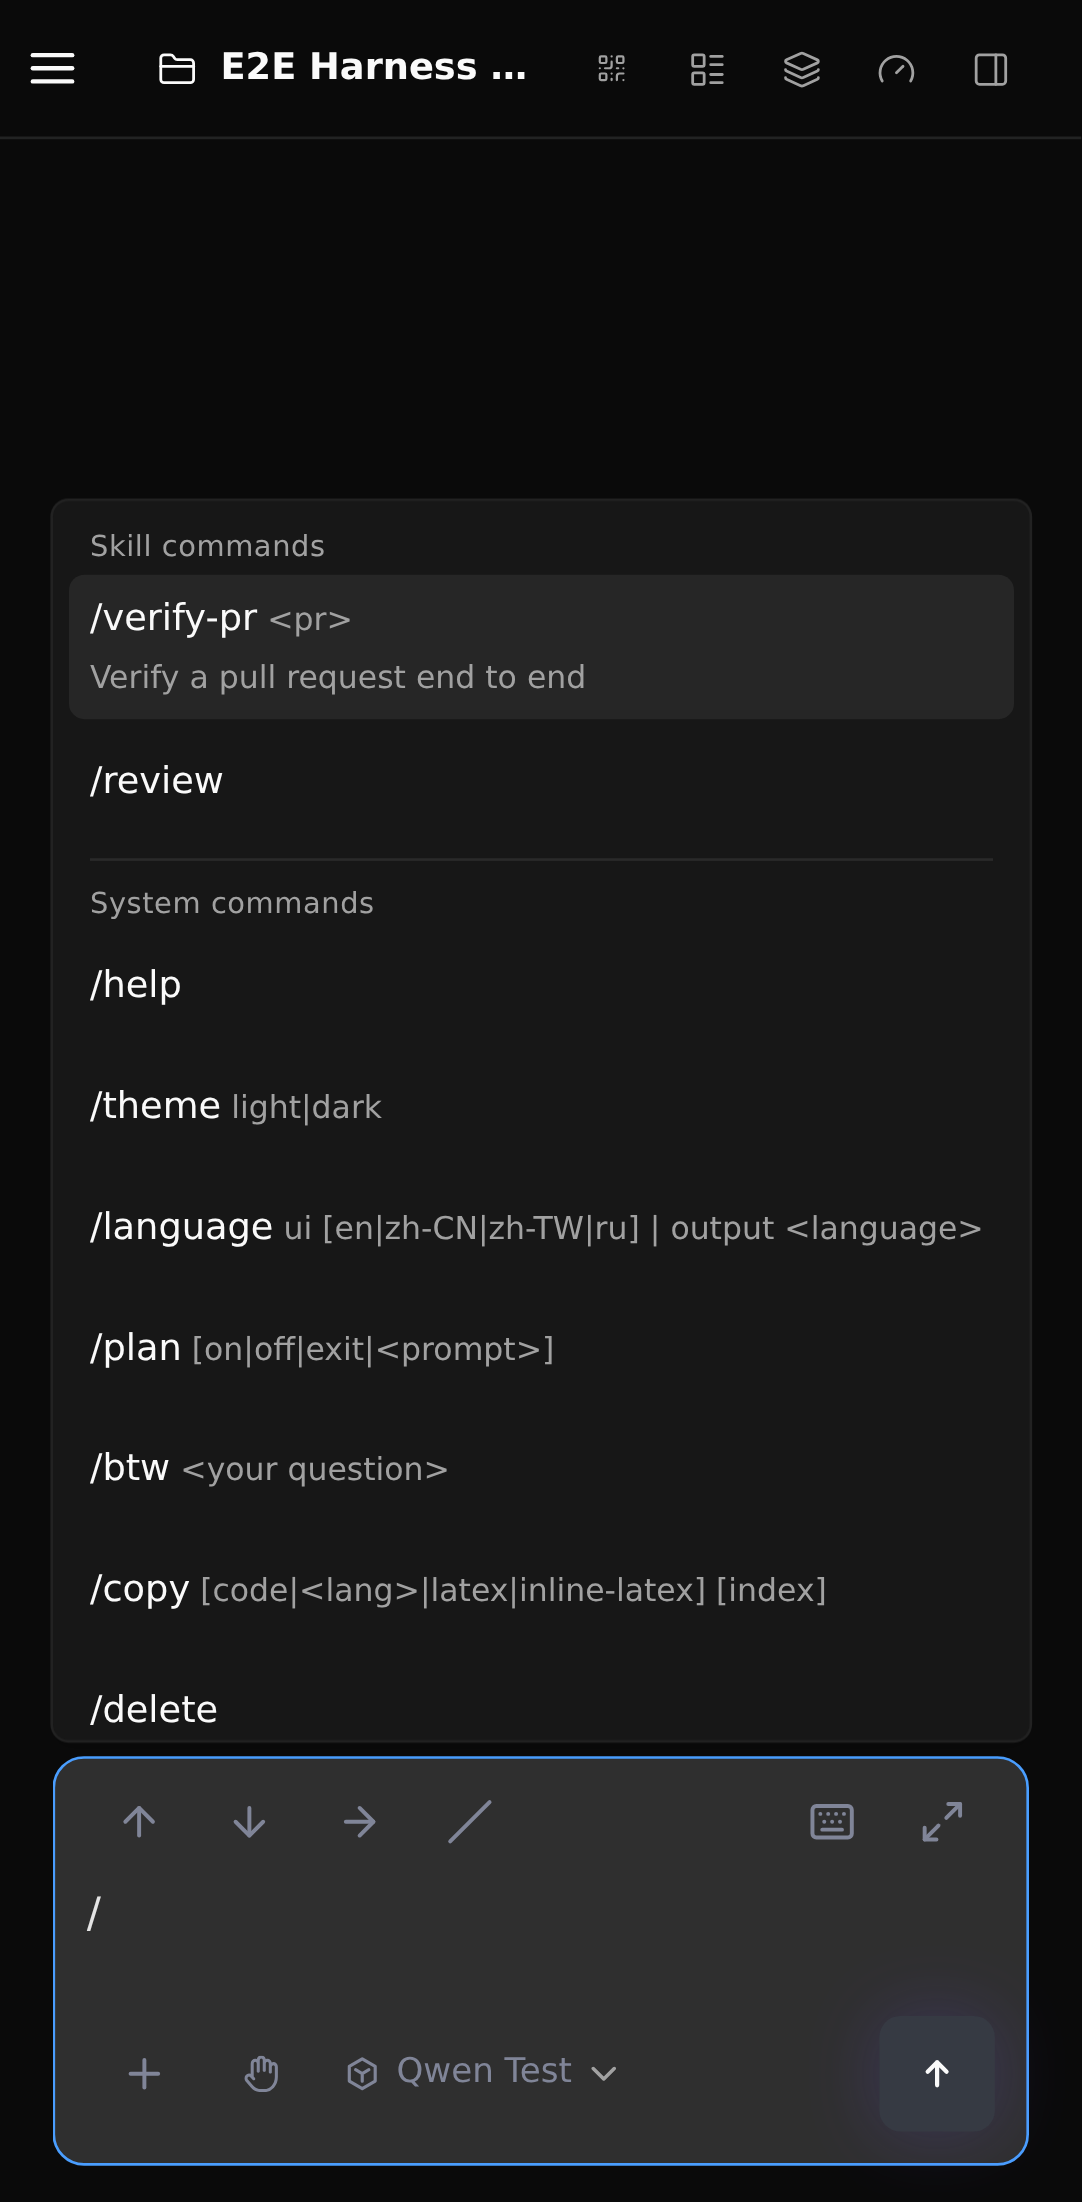 E2E Harness ...
Skill commands
/verify-pr <pr>
Verify a pull request end to end
/review
System commands
/help
/theme light|dark
/language ui [en|zh-CN|zh-TW|ru] | output <language>
/plan [on|off|exit|<prompt>]
/btw <your question>
/copy [code|<lang>|latex|inline-latex] [index]
/delete
/
Qwen Test